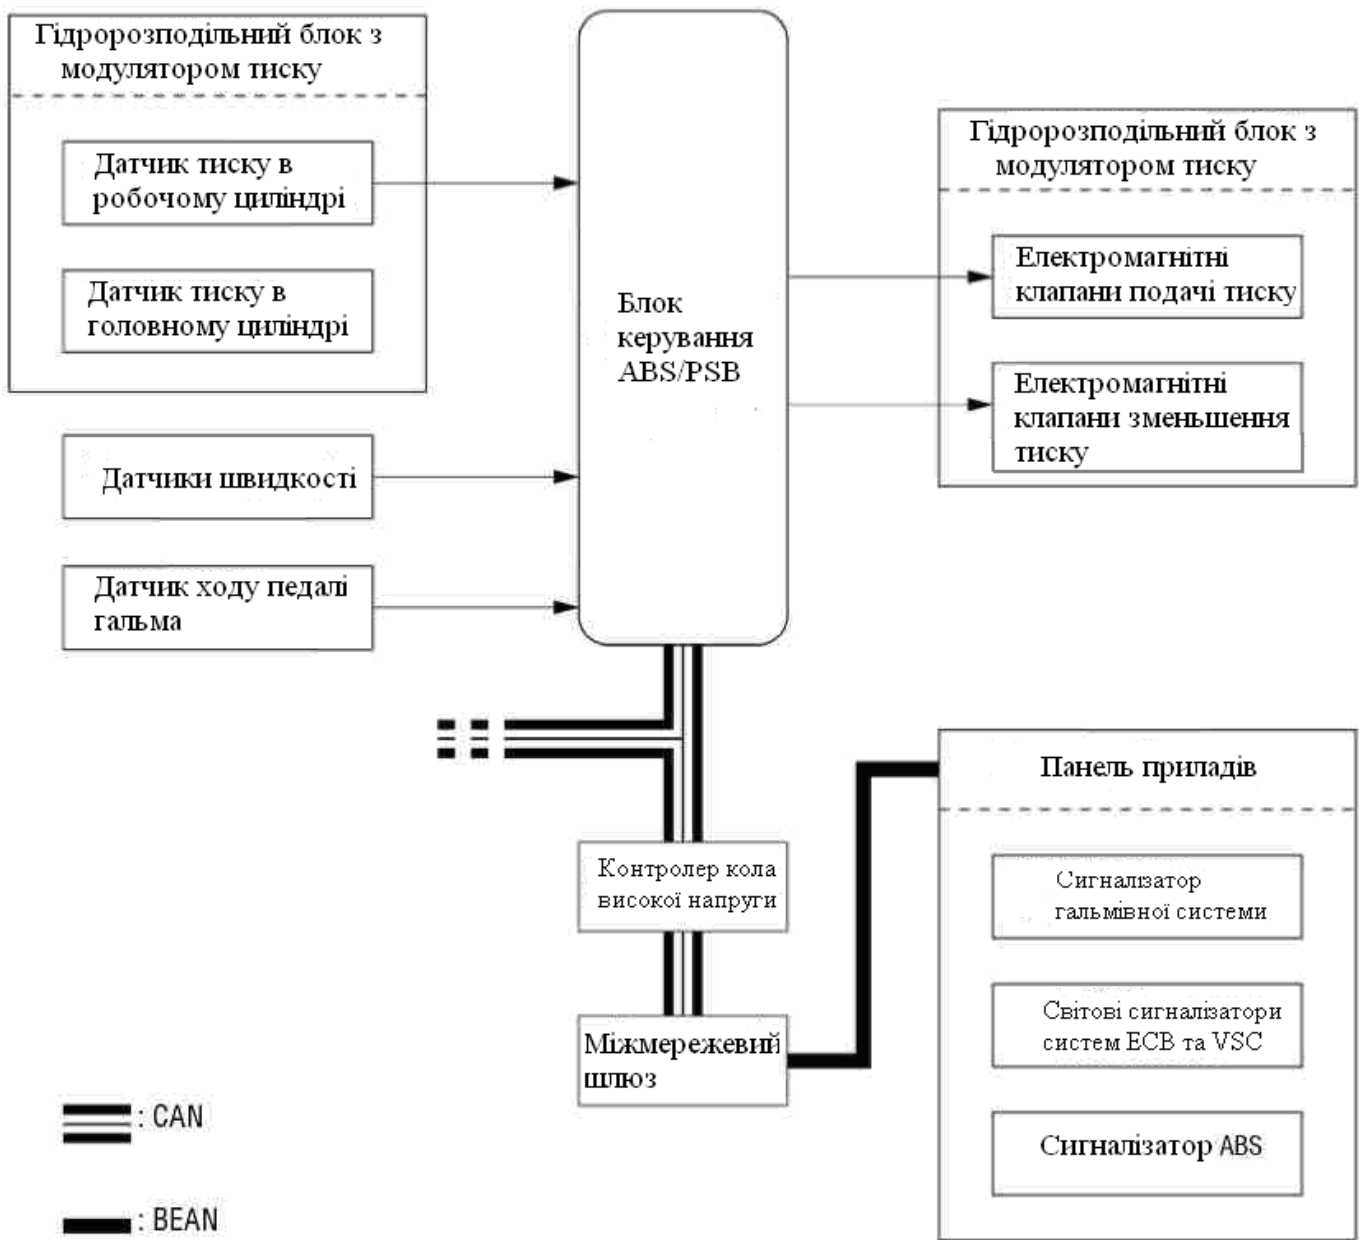 Гідророзподільний блок з
модулятором тиску
Датчик тиску в
робочому циліндрі
Датчик тиску в
головному циліндрі
Датчики швидкості
Датчик ходу педалі
гальма
Блок
керування
ABS/PSB
Гідророзподільний блок з
модулятором тиску
Електромагнітні
клапани подачі тиску
Електромагнітні
клапани зменьшення
тиску
Контролер кола
високої напруги
Міжмережевий
шлюз
Панель приладів
Сигналізатор
гальмівної системи
Світові сигналізатори
систем ECB та VSC
Сигналізатор ABS
: CAN
: BEAN